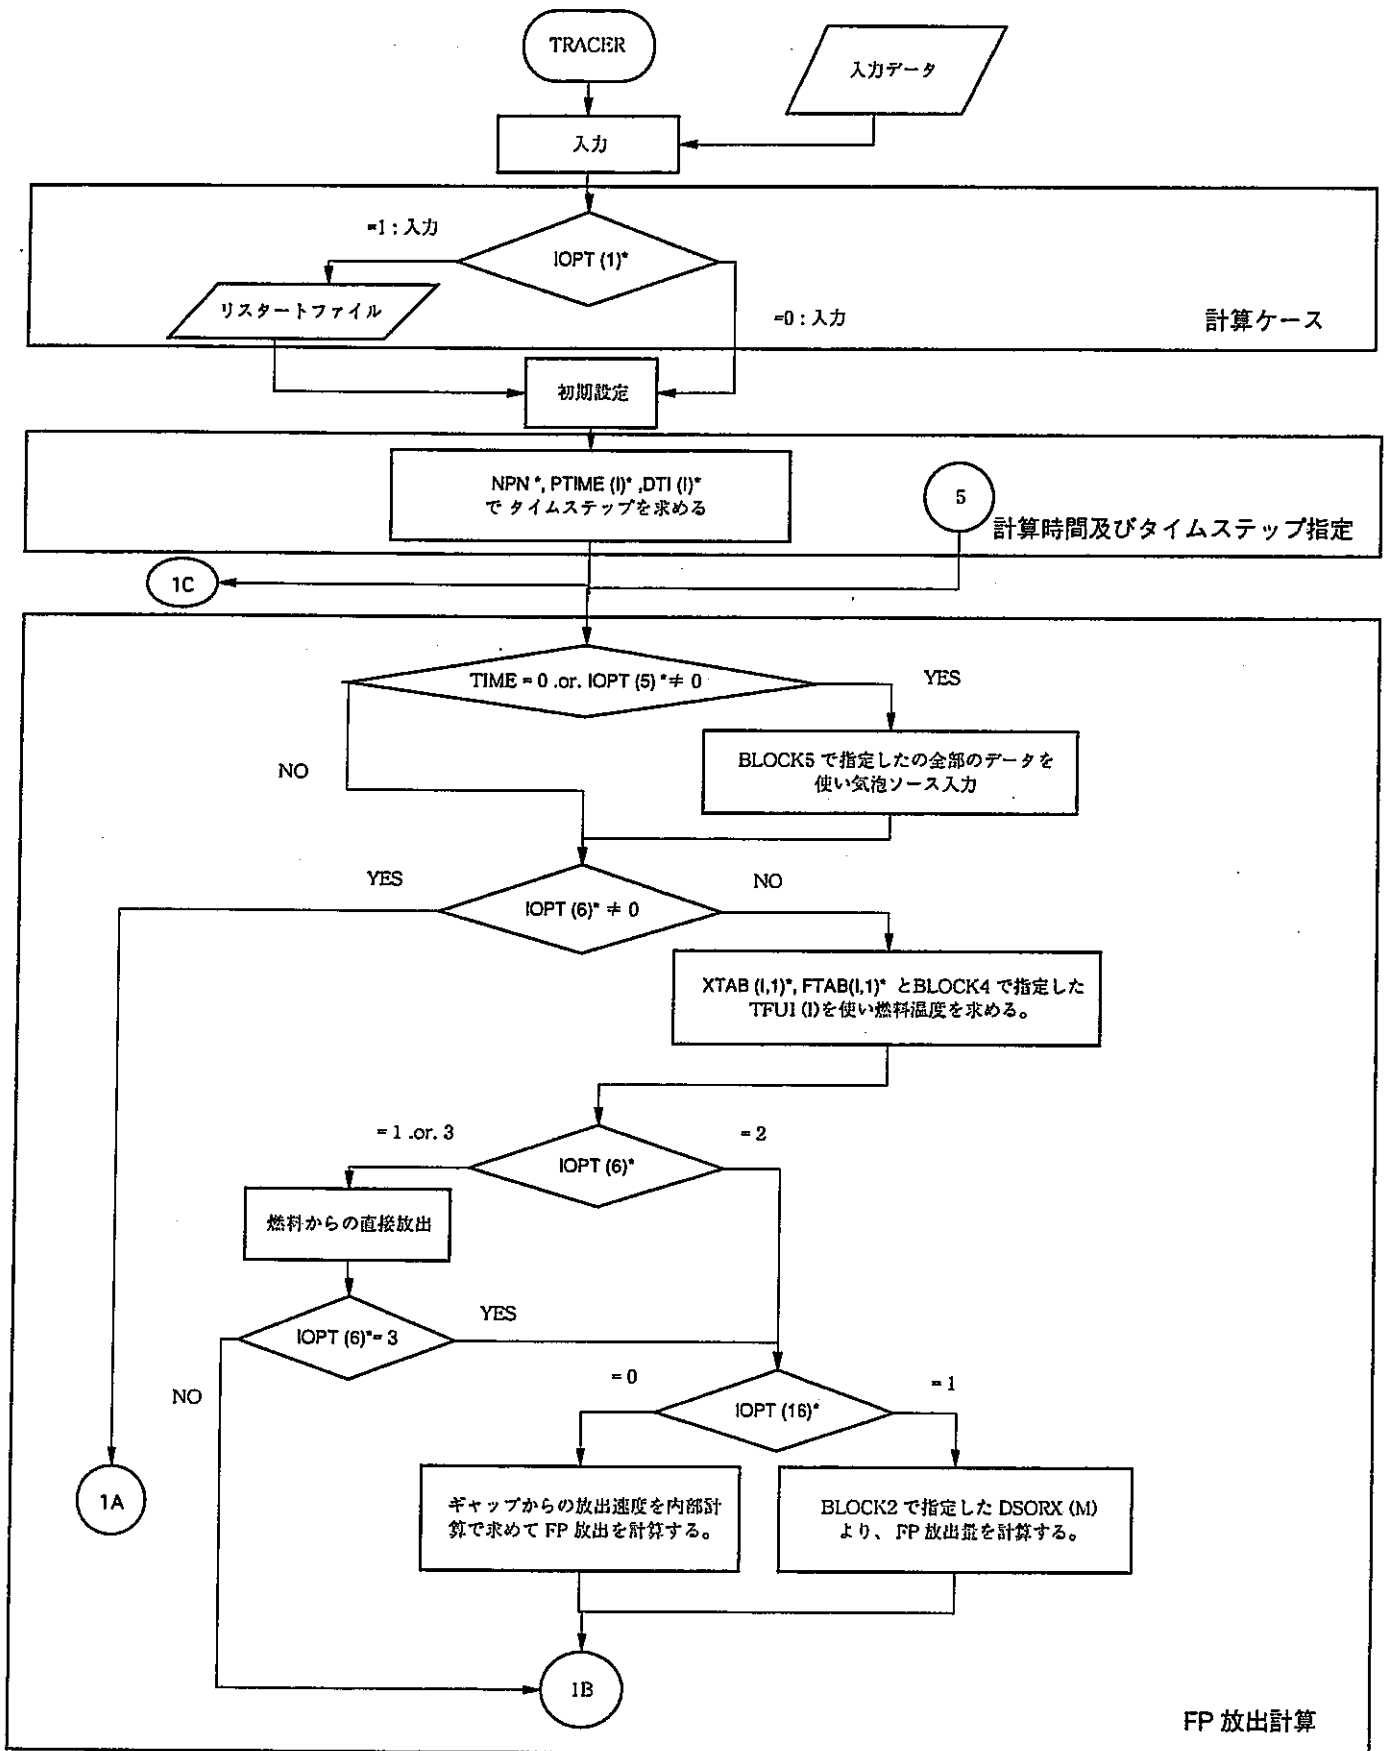 TRACER
入力データ
入力
=1 : 入力
IOPT (1)*
リスタートファイル
=0 : 入力
計算ケース
初期設定
NPN *, PTIME (I)* ,DTI (I)*
で タイムステップを求める
5
計算時間及びタイムステップ指定
1C
TIME = 0 .or. IOPT (5) *≠ 0
YES
BLOCK5 で指定したの全部のデータを
使い気泡ソース入力
NO
YES
NO
IOPT (6)* ≠ 0
XTAB (I,1)*, FTAB(I,1)* とBLOCK4 で指定した
TFUI (I)を使い燃料温度を求める。
= 1 .or. 3
= 2
IOPT (6)*
燃料からの直接放出
YES
IOPT (6)*= 3
NO
= 0
= 1
IOPT (16)*
1A
ギャップからの放出速度を内部計
算で求めて FP 放出を計算する。
BLOCK2 で指定した DSORX (M)
より、 FP 放出量を計算する。
1B
FP 放出計算